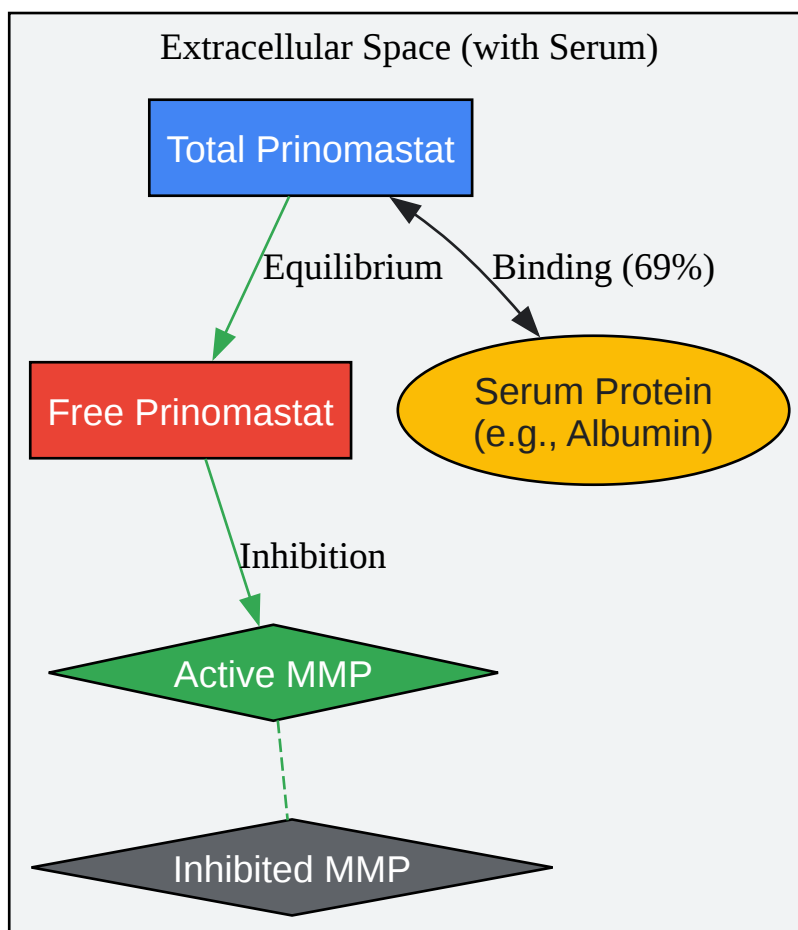 Extracellular Space (with Serum)
Total Prinomastat
Equilibrium
Binding (69%)
Free Prinomastat
Serum Protein
(e.g., Albumin)
Inhibition
Active MMP
Inhibited MMP